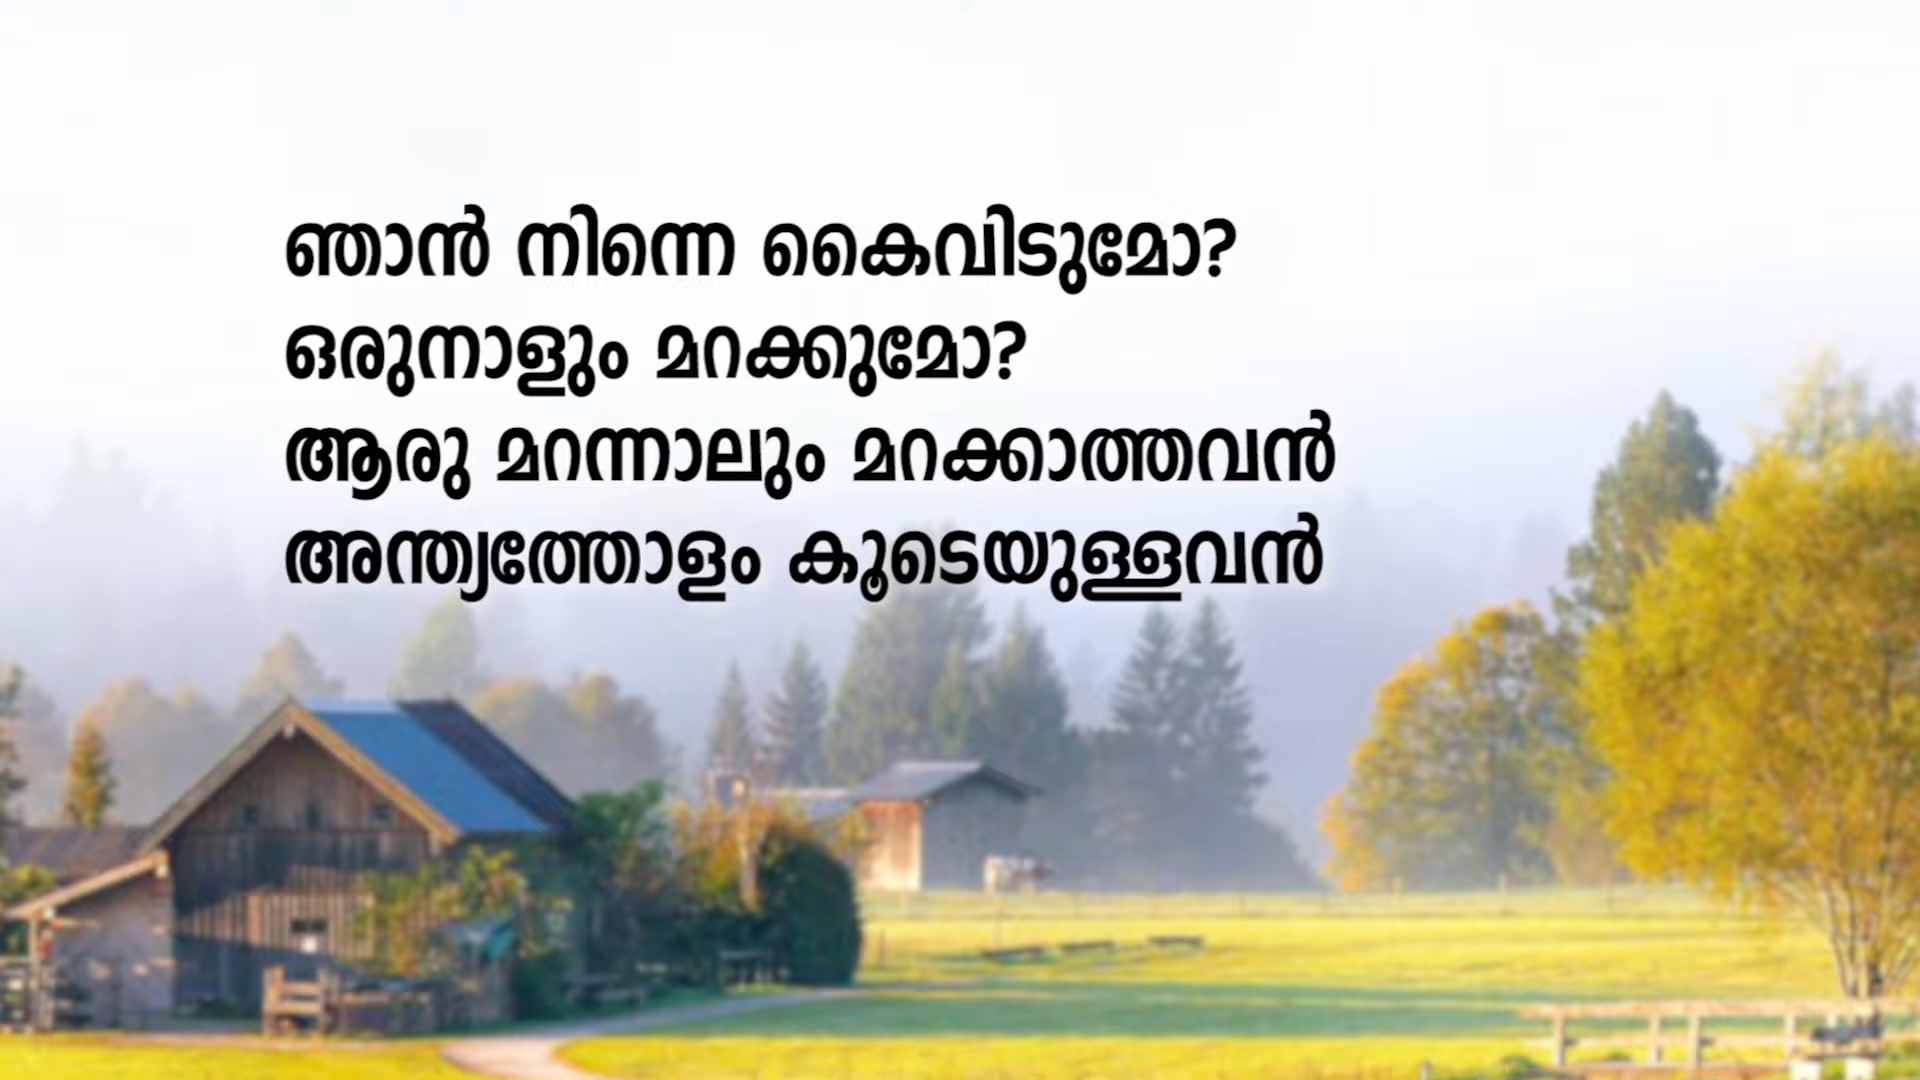 ഞാൻ നിന്നെ കൈവിടുമോ?
ഒരുനാളും മറക്കുമോ?
ആരു മറന്നാലും മറക്കാത്തവൻ
അന്ത്യത്തോളം കൂടെയുള്ളവൻ